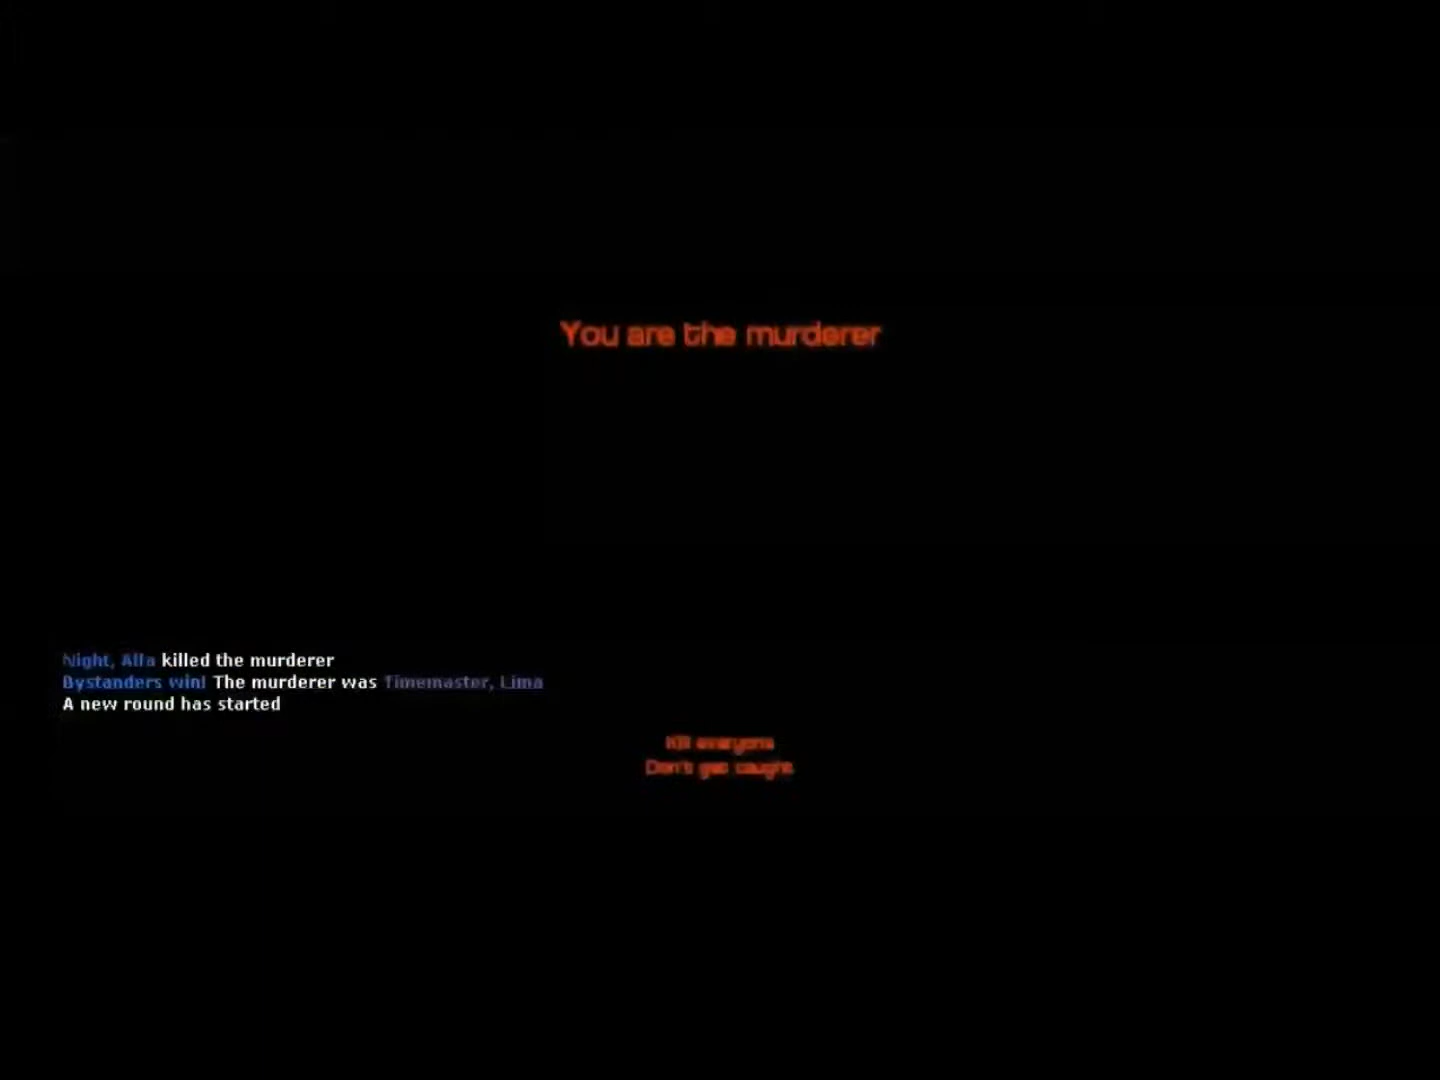 You are the murderer
Night, Alfa killed the murderer
Bystanders win! The murderer was Timemaster, Lima
A new round has started
Kill everyone
Don't get caught